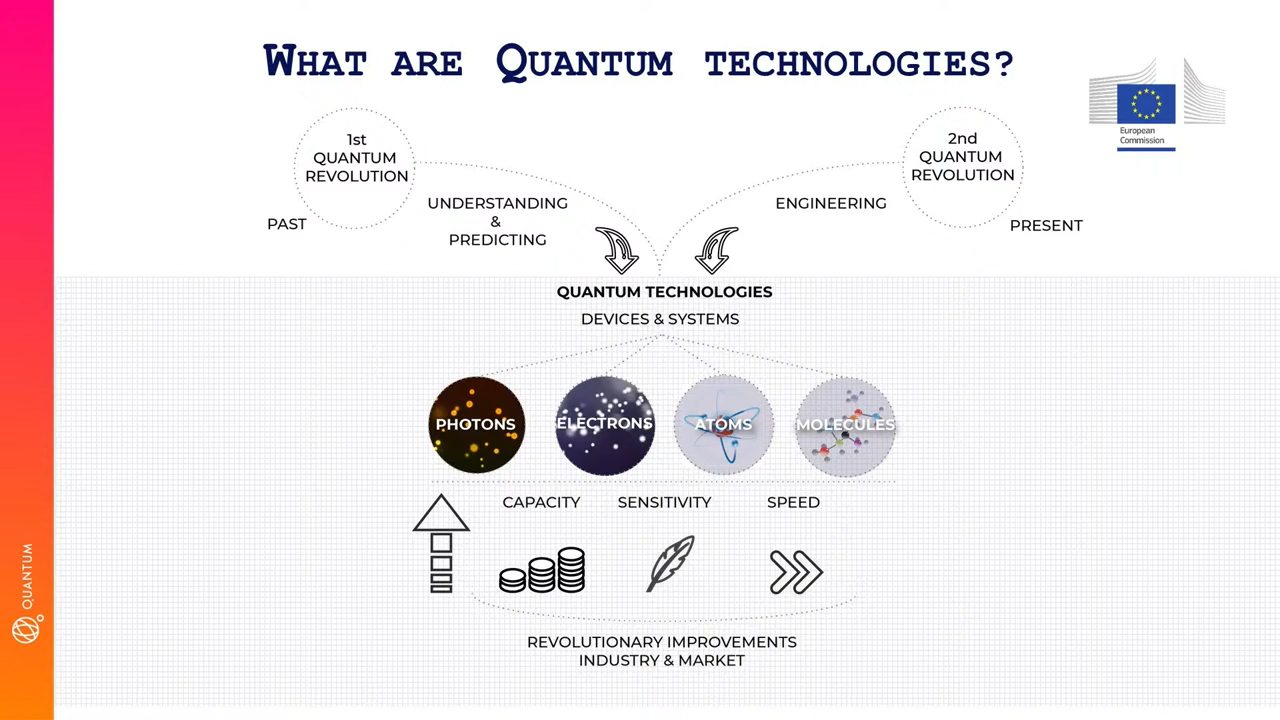 WHAT ARE QUANTUM TECHNOLOGIES?
European
Commission
1st
QUANTUM
REVOLUTION
2nd
QUANTUM
REVOLUTION
PAST
UNDERSTANDING
&
PREDICTING
ENGINEERING
PRESENT
QUANTUM TECHNOLOGIES
DEVICES & SYSTEMS
PHOTONS
ELECTRONS
ATOMS
MOLECULES
CAPACITY
SENSITIVITY
SPEED
REVOLUTIONARY IMPROVEMENTS
INDUSTRY & MARKET
QUANTUM